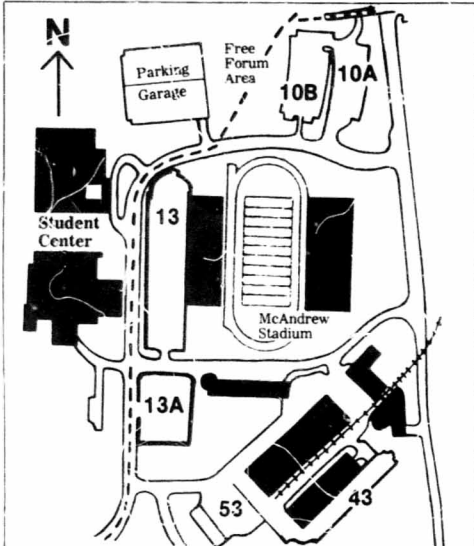 N
Parking
Garage
Free
Forum
Area
10B
10A
Student
Center
13
McAndrew
Stadium
13A
53
43